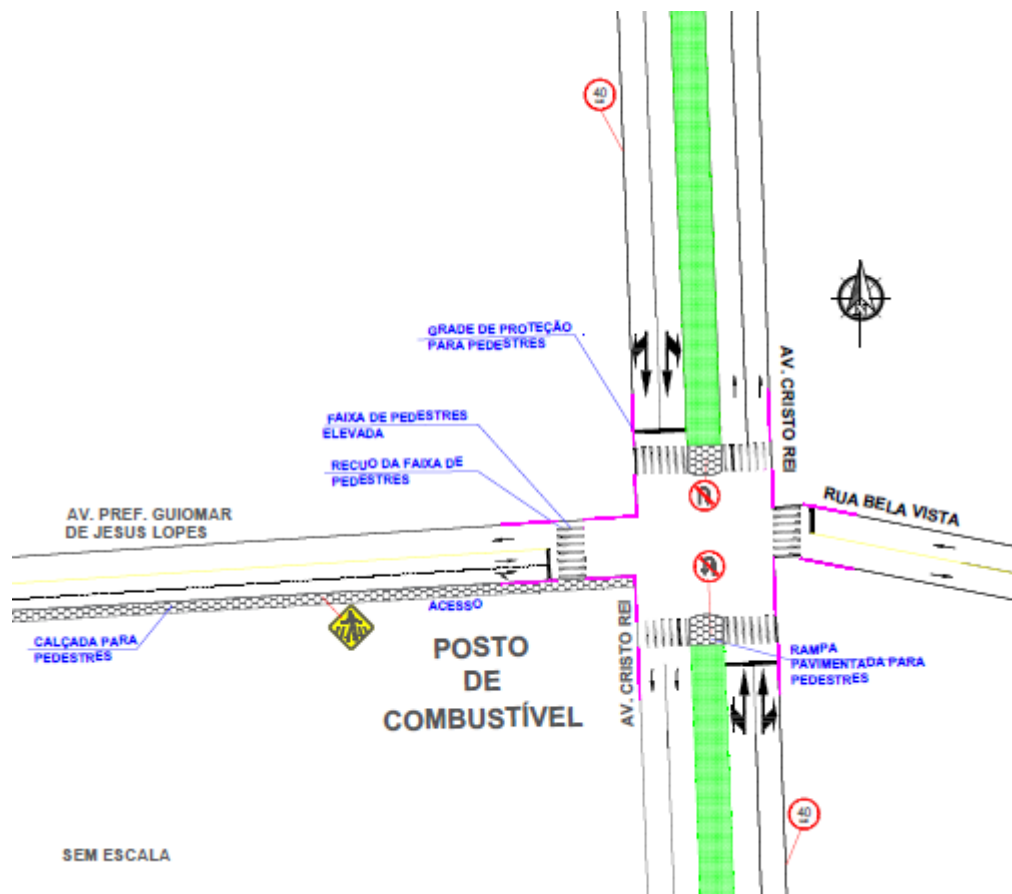 40
GRADE DE PROTEÇÃO
PARA PEDESTRES
AV. CRISTO REI
FAIXA DE PEDESTRES
ELEVADA
RECUO DA FAIXA DE
PEDESTRES
RUA BELA VISTA
AV. PREF. GUIOMAR
DE JESUS LOPES
ACESSO
CALÇADA PARA
PEDESTRES
POSTO
DE
COMBUSTÍVEL
AV. CRISTO REI
RAMPA
PAVIMENTADA PARA
PEDESTRES
40
SEM ESCALA